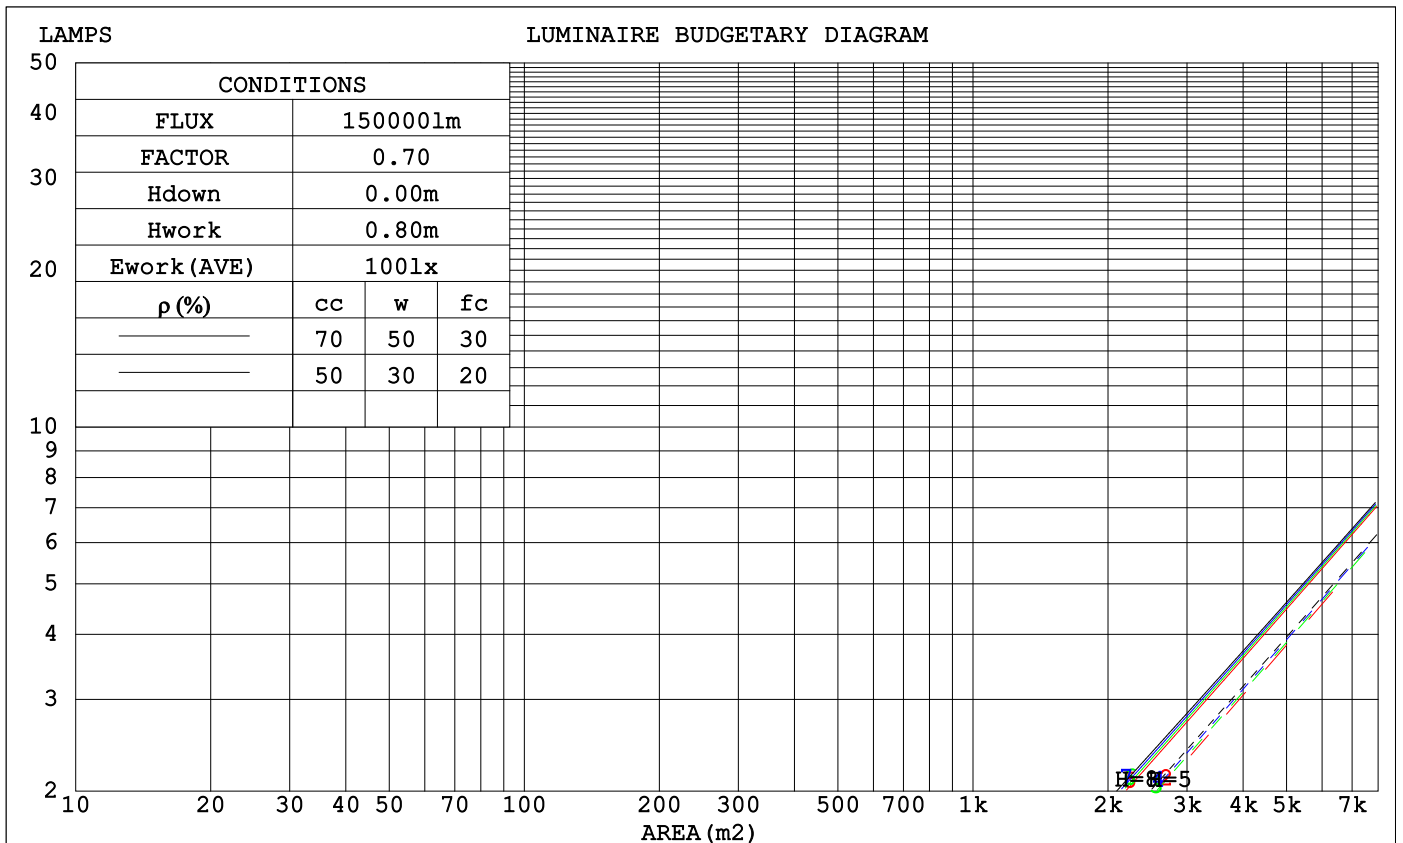 LAMPS
LUMINAIRE BUDGETARY DIAGRAM
CONDITIONS
FLUX 150000lm
FACTOR 0.70
Hdown 0.00m
Hwork 0.80m
Ework(AVE) 100lx
ρ(%) cc w fc
70 50 30
50 30 20
50
40
30
20
10
9
8
7
6
5
4
3
2
H=5
10 20 30 40 50 70 100 200 300 500 700 1k 2k 3k 4k 5k 7k
AREA(m2)